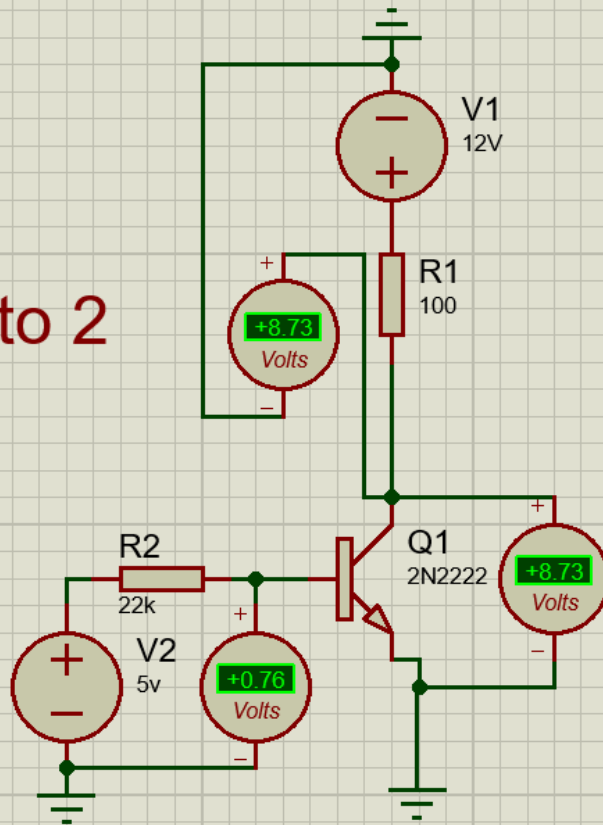 V1
12V
+
R1
100
+8.73
Volts
to 2
R2
22k
Q1
2N2222
+
+8.73
Volts
+
V2
5v
+0.76
Volts